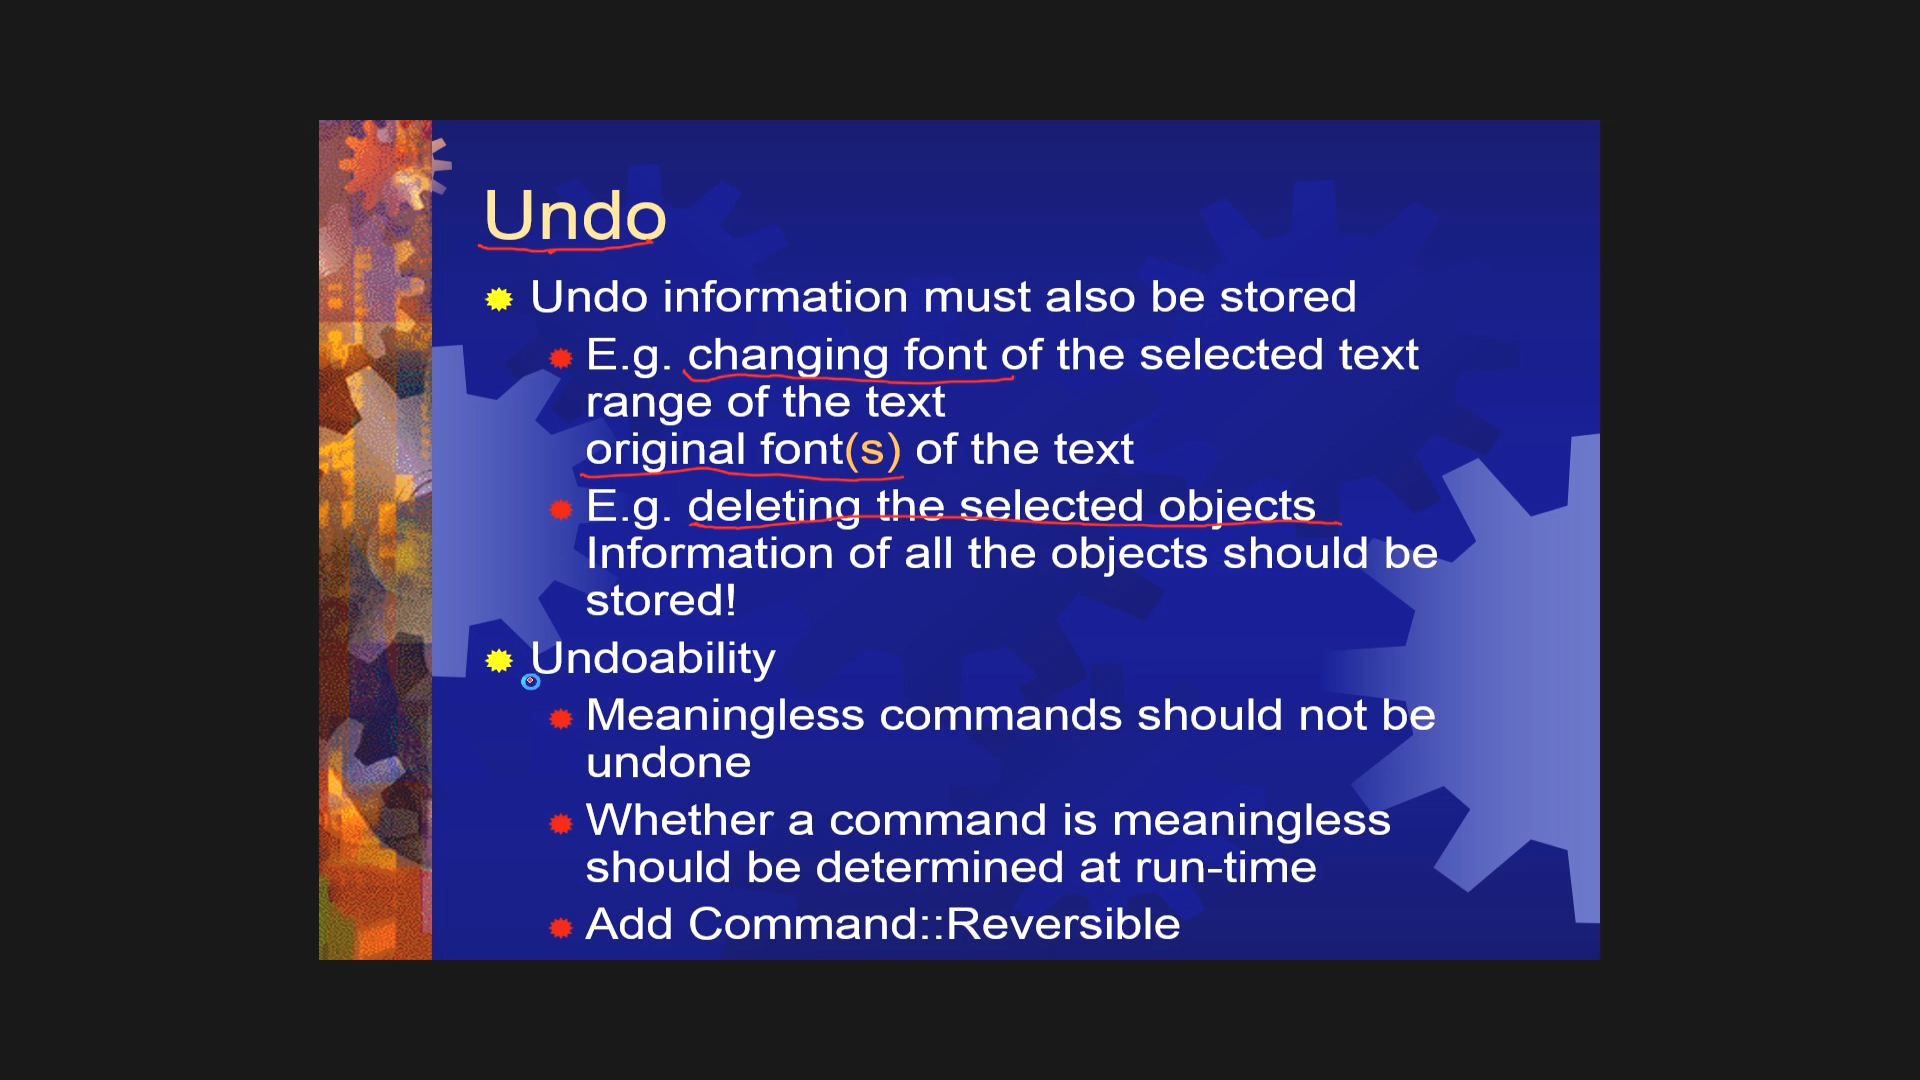 Undo
Undo information must also be stored
E.g. changing font of the selected text
range of the text
original font(s) of the text
E.g. deleting the selected objects
Information of all the objects should be
stored!
Undoability
Meaningless commands should not be
undone
Whether a command is meaningless
should be determined at run-time
Add Command::Reversible